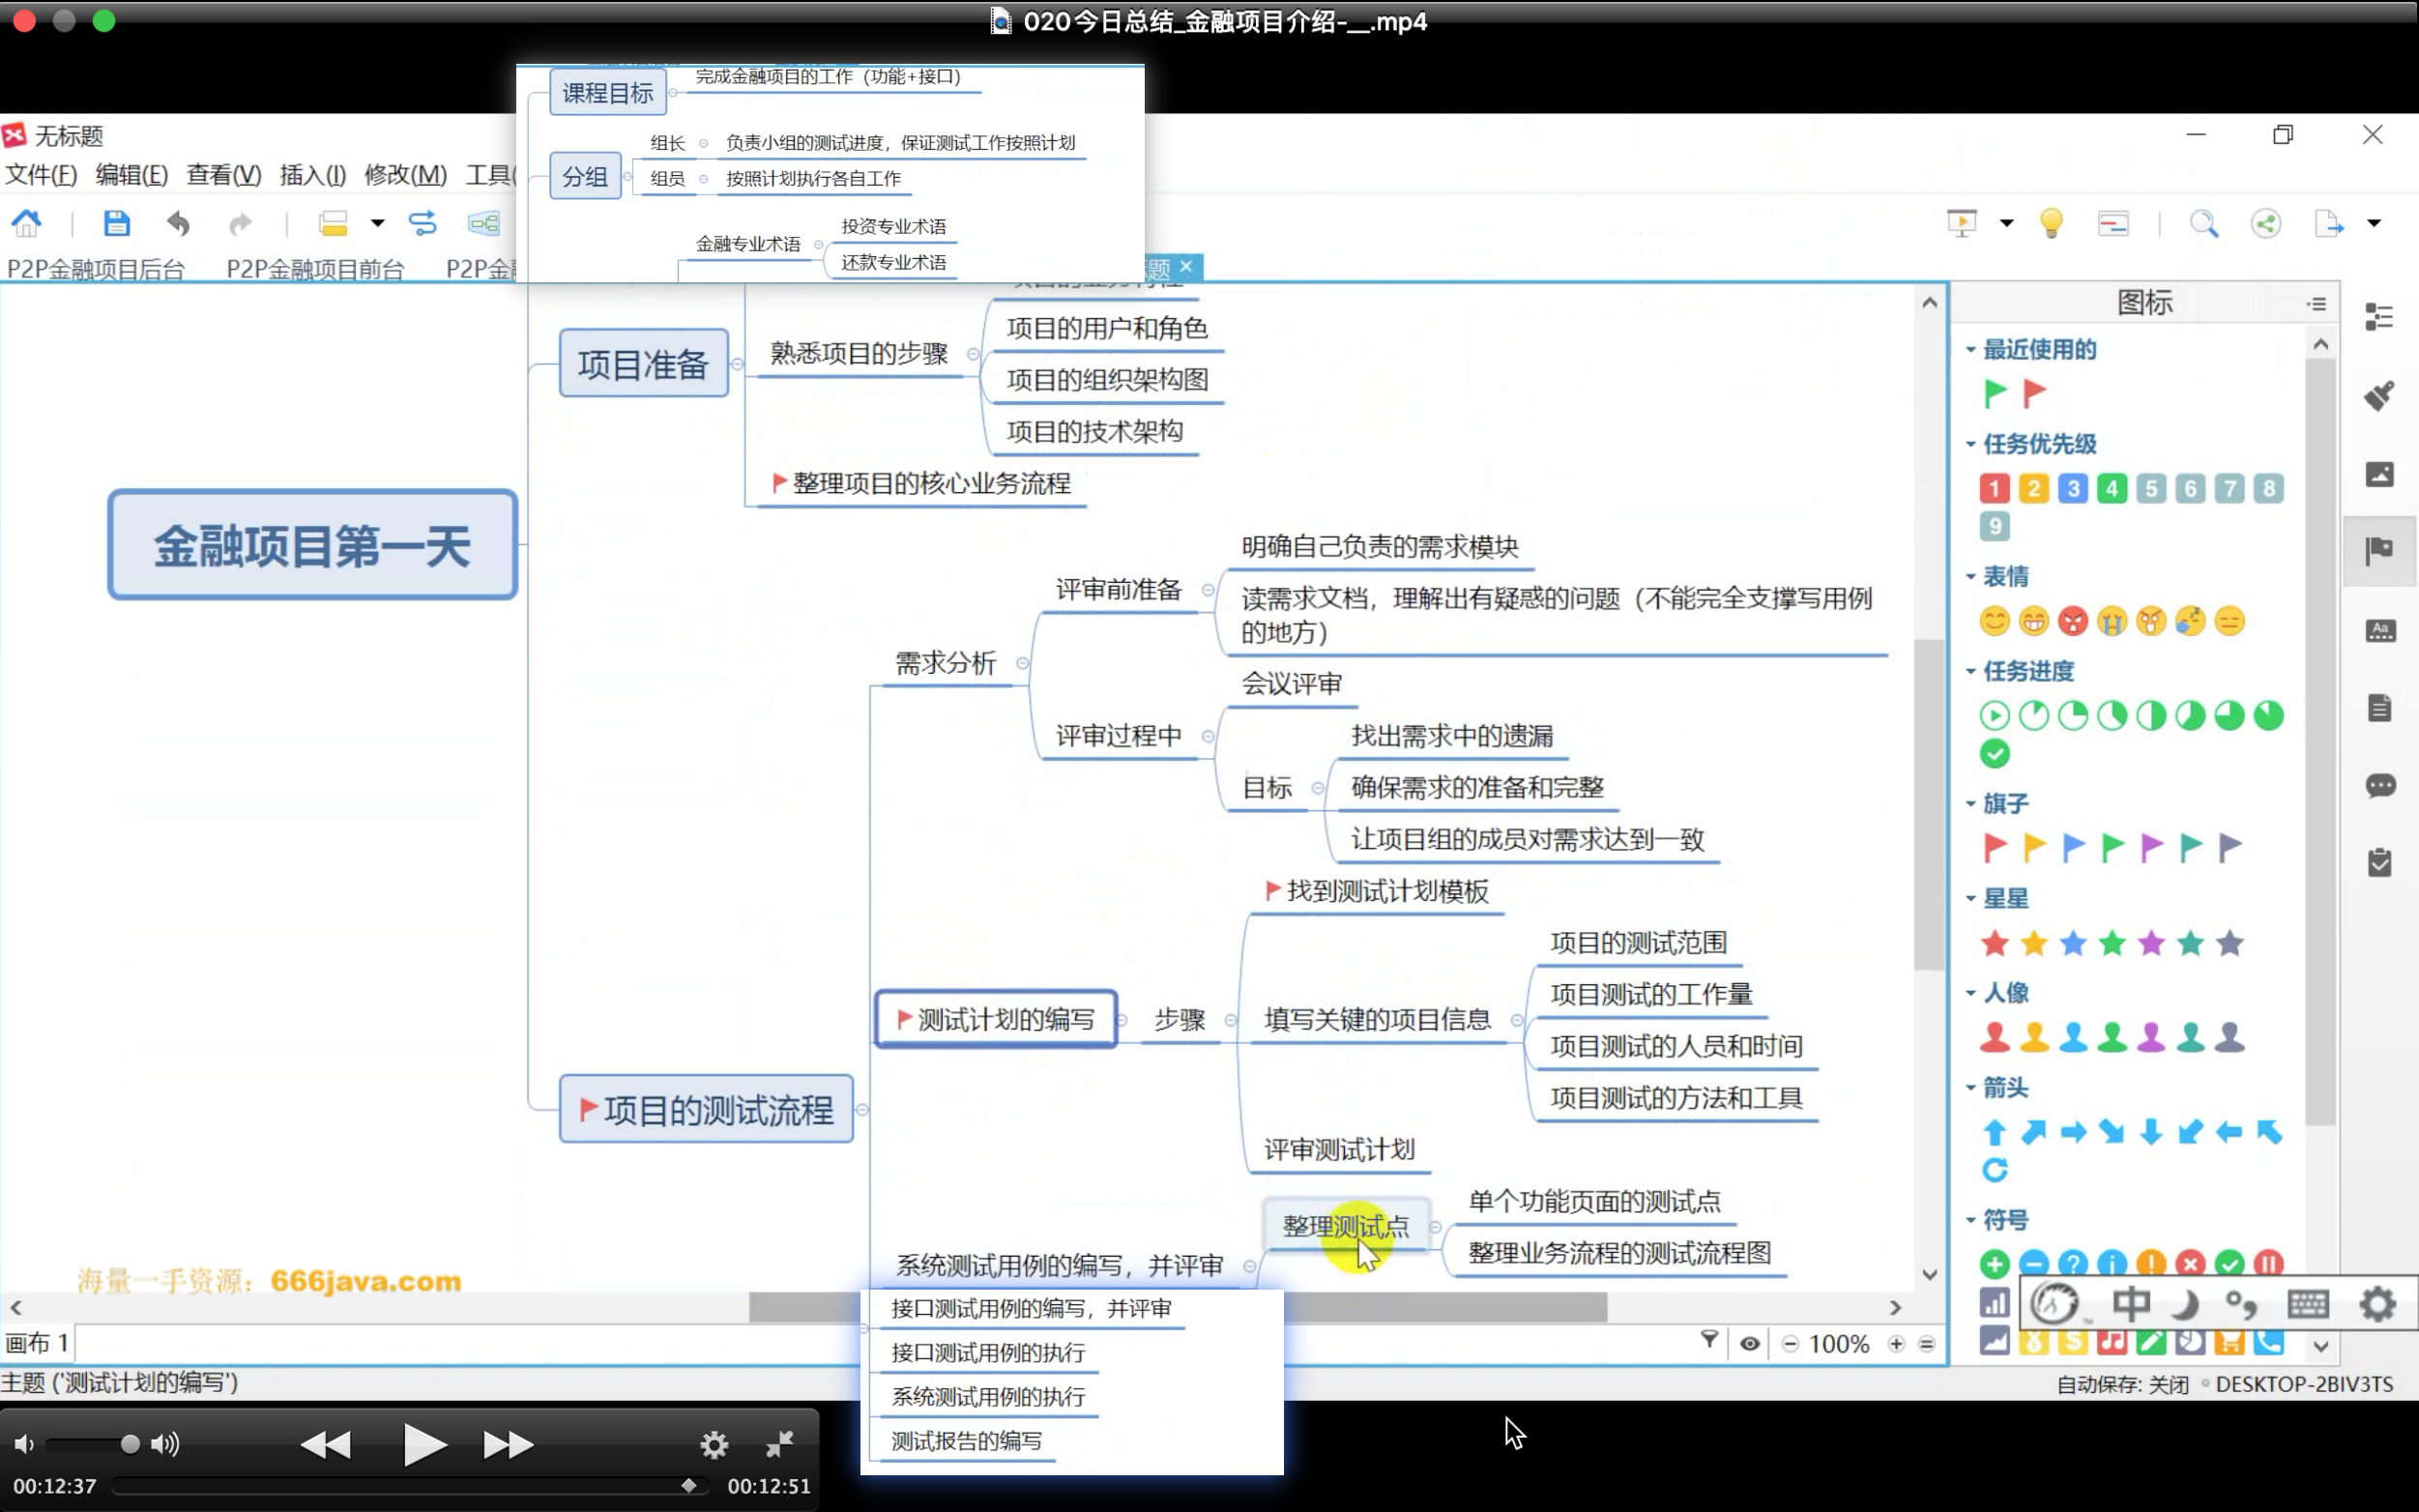 020今日总结_金融项目介绍-__.mp4
课程目标
完成金融项目的工作（功能+接口）
分组
组长
负责小组的测试进度，保证测试工作按照计划
组员
按照计划执行各自工作
金融专业术语
投资专业术语
还款专业术语
无标题
文件(F) 编辑(E) 查看(V) 插入(I) 修改(M) 工具(
P2P金融项目后台 P2P金融项目前台 P2P金
题
金融项目第一天
项目准备
熟悉项目的步骤
项目的用户和角色
项目的组织架构图
项目的技术架构
整理项目的核心业务流程
项目的测试流程
需求分析
评审前准备
明确自己负责的需求模块
读需求文档，理解出有疑惑的问题（不能完全支撑写用例
的地方）
评审过程中
会议评审
目标
找出需求中的遗漏
确保需求的准备和完整
让项目组的成员对需求达到一致
测试计划的编写
步骤
找到测试计划模板
填写关键的项目信息
项目的测试范围
项目测试的工作量
项目测试的人员和时间
项目测试的方法和工具
评审测试计划
系统测试用例的编写，并评审
整理测试点
单个功能页面的测试点
整理业务流程的测试流程图
接口测试用例的编写，并评审
接口测试用例的执行
系统测试用例的执行
测试报告的编写
图标
最近使用的
任务优先级
1 2 3 4 5 6 7 8
9
表情
任务进度
旗子
星星
人像
箭头
符号
中
Aa
海量一手资源：666java.com
画布 1
100%
主题 ('测试计划的编写')
自动保存: 关闭 DESKTOP-2BIV3TS
00:12:37 00:12:51